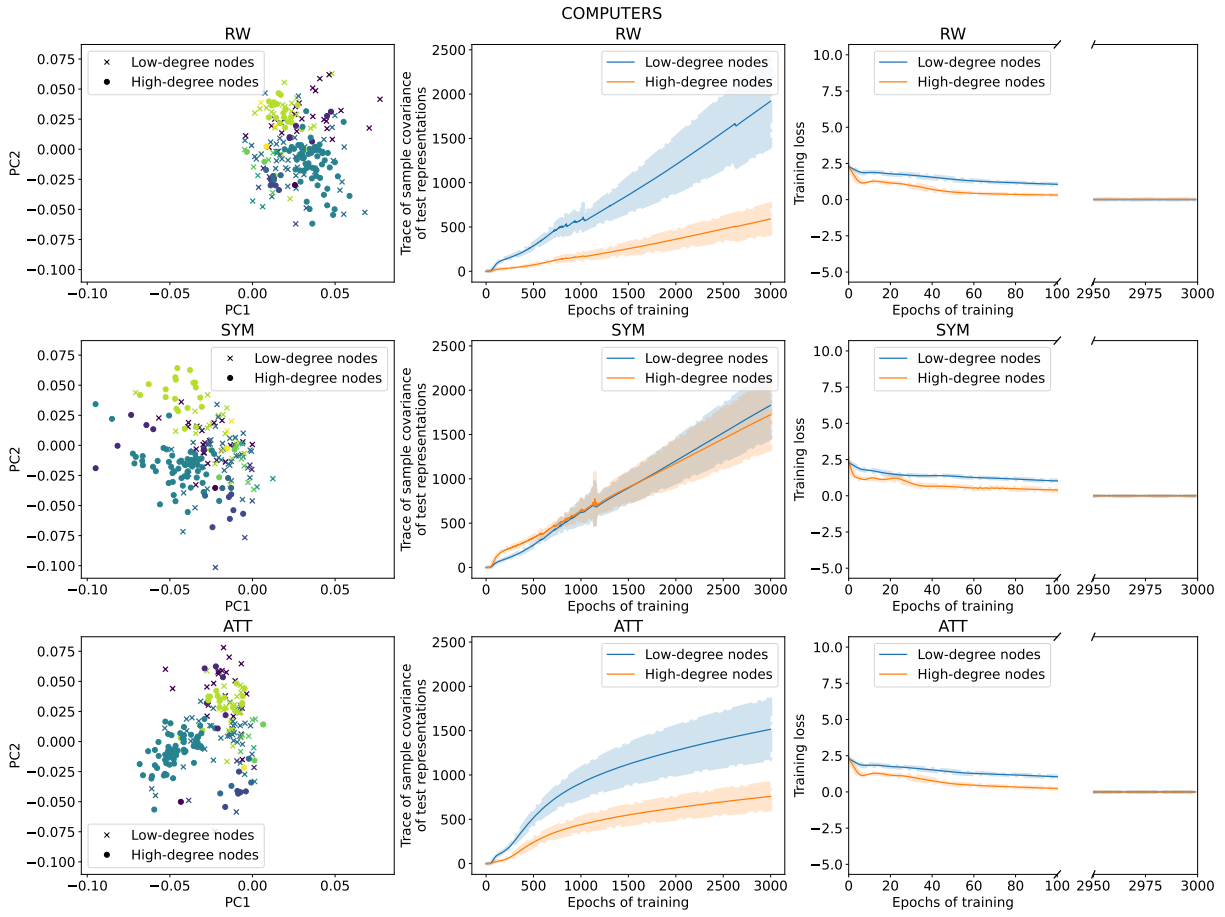 COMPUTERS
RW
RW
RW
PC2
0.075
0.050
0.025
0.000
−0.025
−0.050
−0.075
−0.100
× Low-degree nodes
● High-degree nodes
−0.10
−0.05
0.00
0.05
PC1
Trace of sample covariance
of test representations
2500
2000
1500
1000
500
0
Low-degree nodes
High-degree nodes
0
500
1000
1500
2000
2500
3000
Epochs of training
Training loss
10.0
7.5
5.0
2.5
0.0
−2.5
−5.0
Low-degree nodes
High-degree nodes
0
20
40
60
80
100
2950
2975
3000
Epochs of training
SYM
SYM
SYM
PC2
0.075
0.050
0.025
0.000
−0.025
−0.050
−0.075
−0.100
× Low-degree nodes
● High-degree nodes
−0.10
−0.05
0.00
0.05
PC1
Trace of sample covariance
of test representations
2500
2000
1500
1000
500
0
Low-degree nodes
High-degree nodes
0
500
1000
1500
2000
2500
3000
Epochs of training
Training loss
10.0
7.5
5.0
2.5
0.0
−2.5
−5.0
Low-degree nodes
High-degree nodes
0
20
40
60
80
100
2950
2975
3000
Epochs of training
ATT
ATT
ATT
PC2
0.075
0.050
0.025
0.000
−0.025
−0.050
−0.075
−0.100
× Low-degree nodes
● High-degree nodes
−0.10
−0.05
0.00
0.05
PC1
Trace of sample covariance
of test representations
2500
2000
1500
1000
500
0
Low-degree nodes
High-degree nodes
0
500
1000
1500
2000
2500
3000
Epochs of training
Training loss
10.0
7.5
5.0
2.5
0.0
−2.5
−5.0
Low-degree nodes
High-degree nodes
0
20
40
60
80
100
2950
2975
3000
Epochs of training